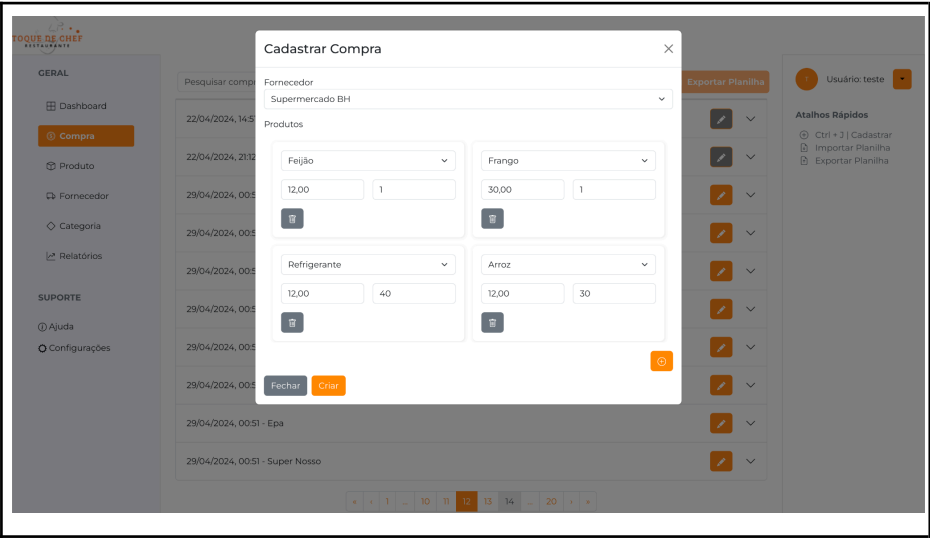 TOQUE DE CHEF
RESTAURANTE
GERAL
Dashboard
Compra
Produto
Fornecedor
Categoria
Relatórios
SUPORTE
Ajuda
Configurações
Pesquisar compr
Exportar Planilha
22/04/2024, 14:5
22/04/2024, 21:12
29/04/2024, 00:5
29/04/2024, 00:5
29/04/2024, 00:5
29/04/2024, 00:5
29/04/2024, 00:5
29/04/2024, 00:5
29/04/2024, 00:51 - Epa
29/04/2024, 00:51 - Super Nosso
« ‹ 1 ... 10 11 12 13 14 ... 20 › »
Cadastrar Compra
Fornecedor
Supermercado BH
Produtos
Feijão
12,00 1
Frango
30,00 1
Refrigerante
12,00 40
Arroz
12,00 30
Fechar Criar
Usuário: teste
Atalhos Rápidos
Ctrl + J | Cadastrar
Importar Planilha
Exportar Planilha